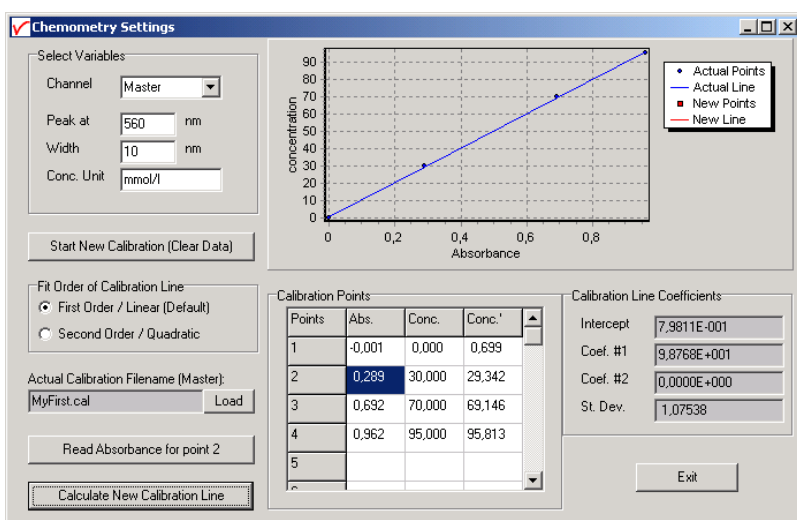 Chemometry Settings
Select Variables
Channel Master
Peak at 560 nm
Width 10 nm
Conc. Unit mmol/l
Start New Calibration (Clear Data)
Fit Order of Calibration Line
First Order / Linear (Default)
Second Order / Quadratic
Actual Calibration Filename (Master):
MyFirst.cal Load
Read Absorbance for point 2
Calculate New Calibration Line
concentration
90
80
70
60
50
40
30
20
10
0
0 0,2 0,4 0,6 0,8
Absorbance
Actual Points
Actual Line
New Points
New Line
Calibration Points
Points Abs. Conc. Conc.'
1 -0,001 0,000 0,699
2 0,289 30,000 29,342
3 0,692 70,000 69,146
4 0,962 95,000 95,813
5
Calibration Line Coefficients
Intercept 7,9811E-001
Coef. #1 9,8768E+001
Coef. #2 0,0000E+000
St. Dev. 1,07538
Exit